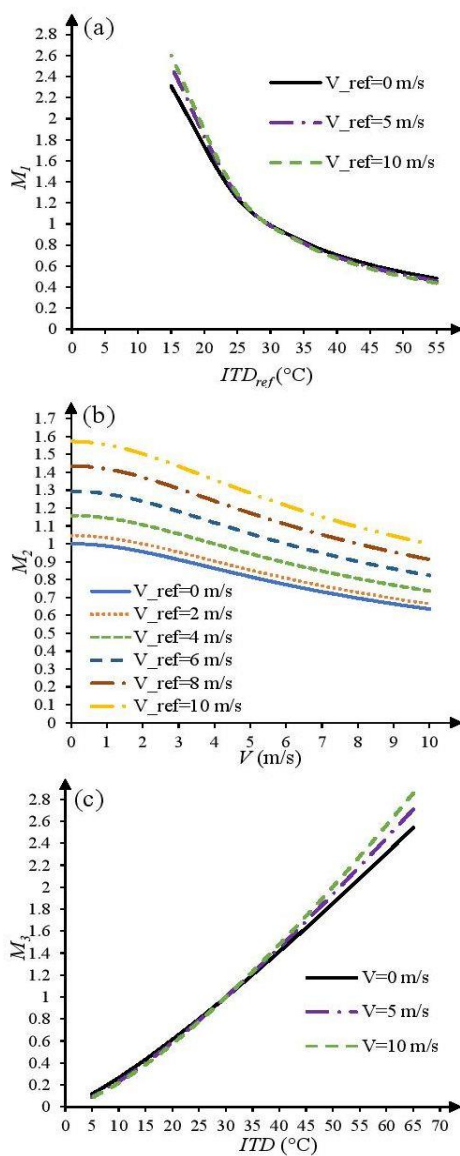 (a)
M1
2.8
2.6
2.4
2.2
2
1.8
1.6
1.4
1.2
1
0.8
0.6
0.4
0.2
0
V_ref=0 m/s
V_ref=5 m/s
V_ref=10 m/s
0 5 10 15 20 25 30 35 40 45 50 55
ITDref(°C)
(b)
M2
1.7
1.6
1.5
1.4
1.3
1.2
1.1
1
0.9
0.8
0.7
0.6
0.5
0.4
0.3
0.2
0.1
0
V_ref=0 m/s
V_ref=2 m/s
V_ref=4 m/s
V_ref=6 m/s
V_ref=8 m/s
V_ref=10 m/s
0 1 2 3 4 5 6 7 8 9 10
V (m/s)
(c)
M3
2.8
2.6
2.4
2.2
2
1.8
1.6
1.4
1.2
1
0.8
0.6
0.4
0.2
0
V=0 m/s
V=5 m/s
V=10 m/s
0 5 10 15 20 25 30 35 40 45 50 55 60 65 70
ITD (°C)